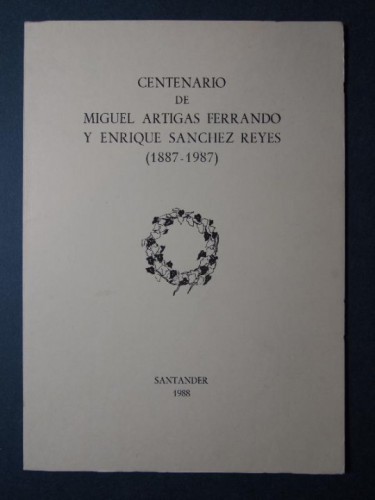 CENTENARIO
DE
MIGUEL ARTIGAS FERRANDO
Y ENRIQUE SANCHEZ REYES
(1887-1987)
SANTANDER
1988